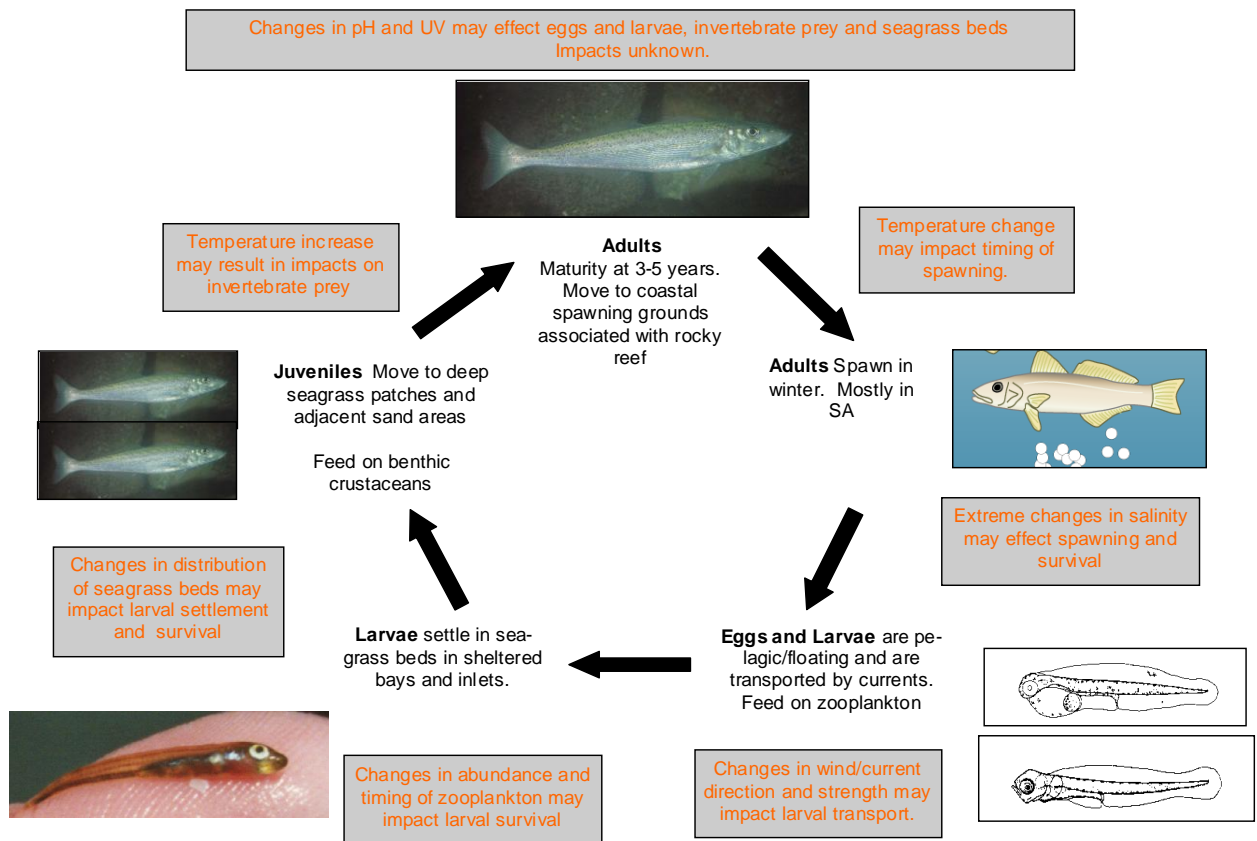 Changes in pH and UV may effect eggs and larvae, invertebrate prey and seagrass beds
Impacts unknown.
Temperature increase
may result in impacts on
invertebrate prey
Adults
Maturity at 3-5 years.
Move to coastal
spawning grounds
associated with rocky
reef
Temperature change
may impact timing of
spawning.
Juveniles Move to deep
seagrass patches and
adjacent sand areas
Feed on benthic
crustaceans
Adults Spawn in
winter. Mostly in
SA
Extreme changes in salinity
may effect spawning and
survival
Changes in distribution
of seagrass beds may
impact larval settlement
and survival
Larvae settle in sea-
grass beds in sheltered
bays and inlets.
Eggs and Larvae are pe-
lagic/floating and are
transported by currents.
Feed on zooplankton
Changes in abundance and
timing of zooplankton may
impact larval survival
Changes in wind/current
direction and strength may
impact larval transport.